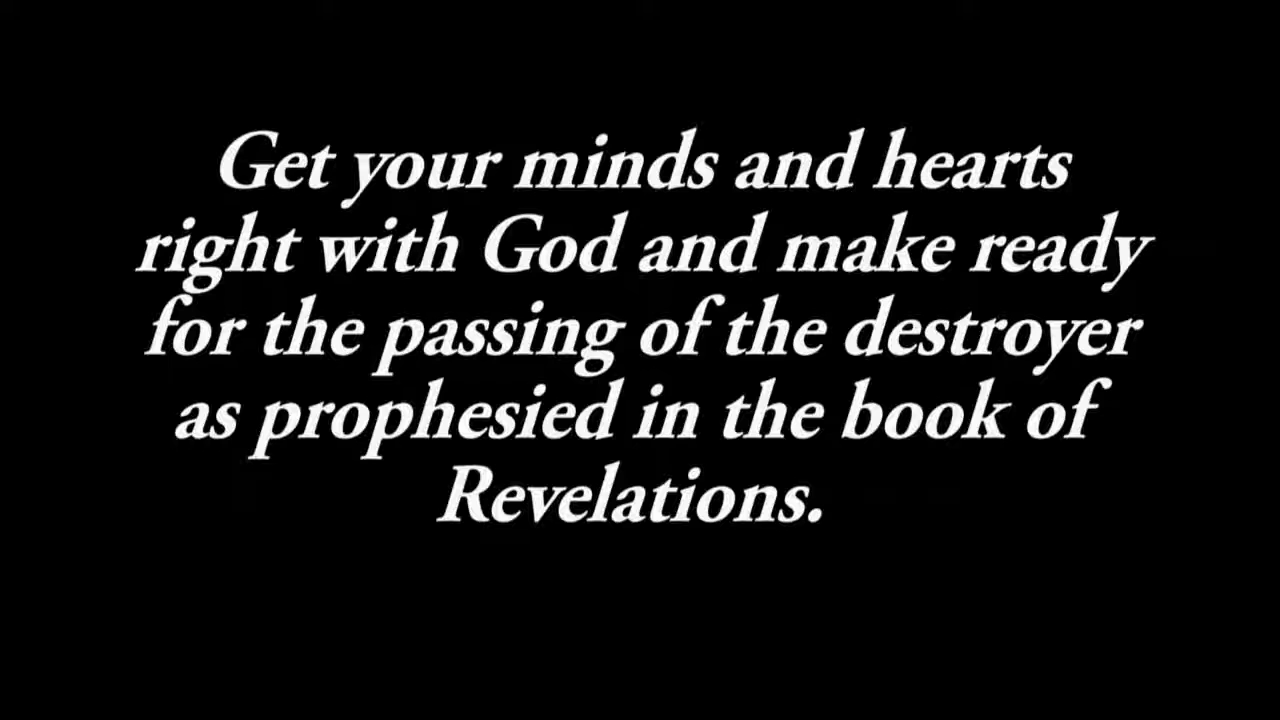 Get your minds and hearts
right with God and make ready
for the passing of the destroyer
as prophesied in the book of
Revelations.